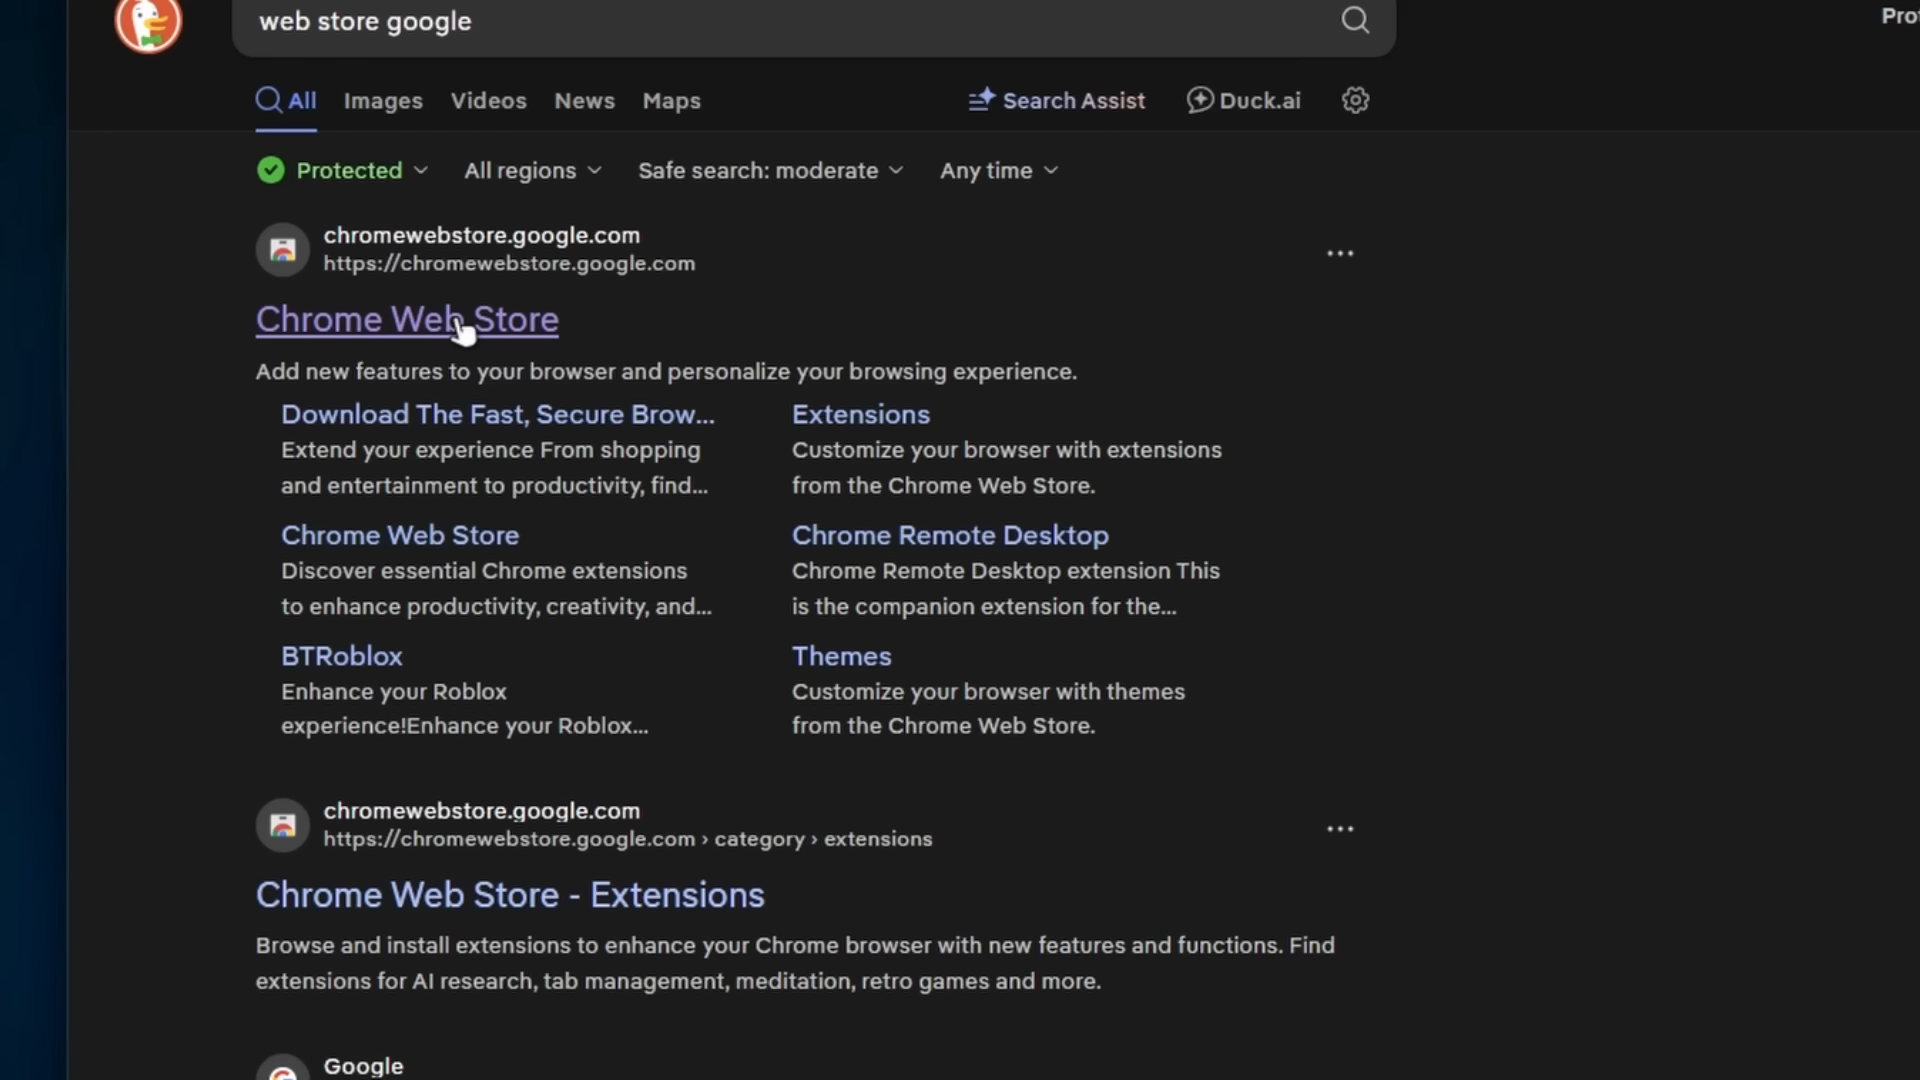 web store google
Pro
All Images Videos News Maps Search Assist Duck.ai
Protected All regions Safe search: moderate Any time
chromewebstore.google.com
https://chromewebstore.google.com
Chrome Web Store
Add new features to your browser and personalize your browsing experience.
Download The Fast, Secure Brow...
Extend your experience From shopping
and entertainment to productivity, find...
Extensions
Customize your browser with extensions
from the Chrome Web Store.
Chrome Web Store
Discover essential Chrome extensions
to enhance productivity, creativity, and...
Chrome Remote Desktop
Chrome Remote Desktop extension This
is the companion extension for the...
BTRoblox
Enhance your Roblox
experience!Enhance your Roblox...
Themes
Customize your browser with themes
from the Chrome Web Store.
chromewebstore.google.com
https://chromewebstore.google.com › category › extensions
Chrome Web Store - Extensions
Browse and install extensions to enhance your Chrome browser with new features and functions. Find
extensions for AI research, tab management, meditation, retro games and more.
Google